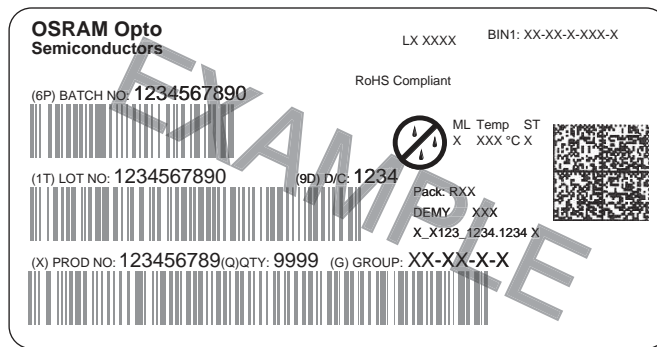 OSRAM Opto
Semiconductors
LX XXXX
BIN1: XX-XX-X-XXX-X
RoHS Compliant
(6P) BATCH NO: 1234567890
ML Temp ST
X XXX °C X
(1T) LOT NO: 1234567890 (9D) D/C: 1234
Pack: RXX
DEMY XXX
X_X123_1234.1234 X
(X) PROD NO: 123456789(Q)QTY: 9999 (G) GROUP: XX-XX-X-X
EXAMPLE